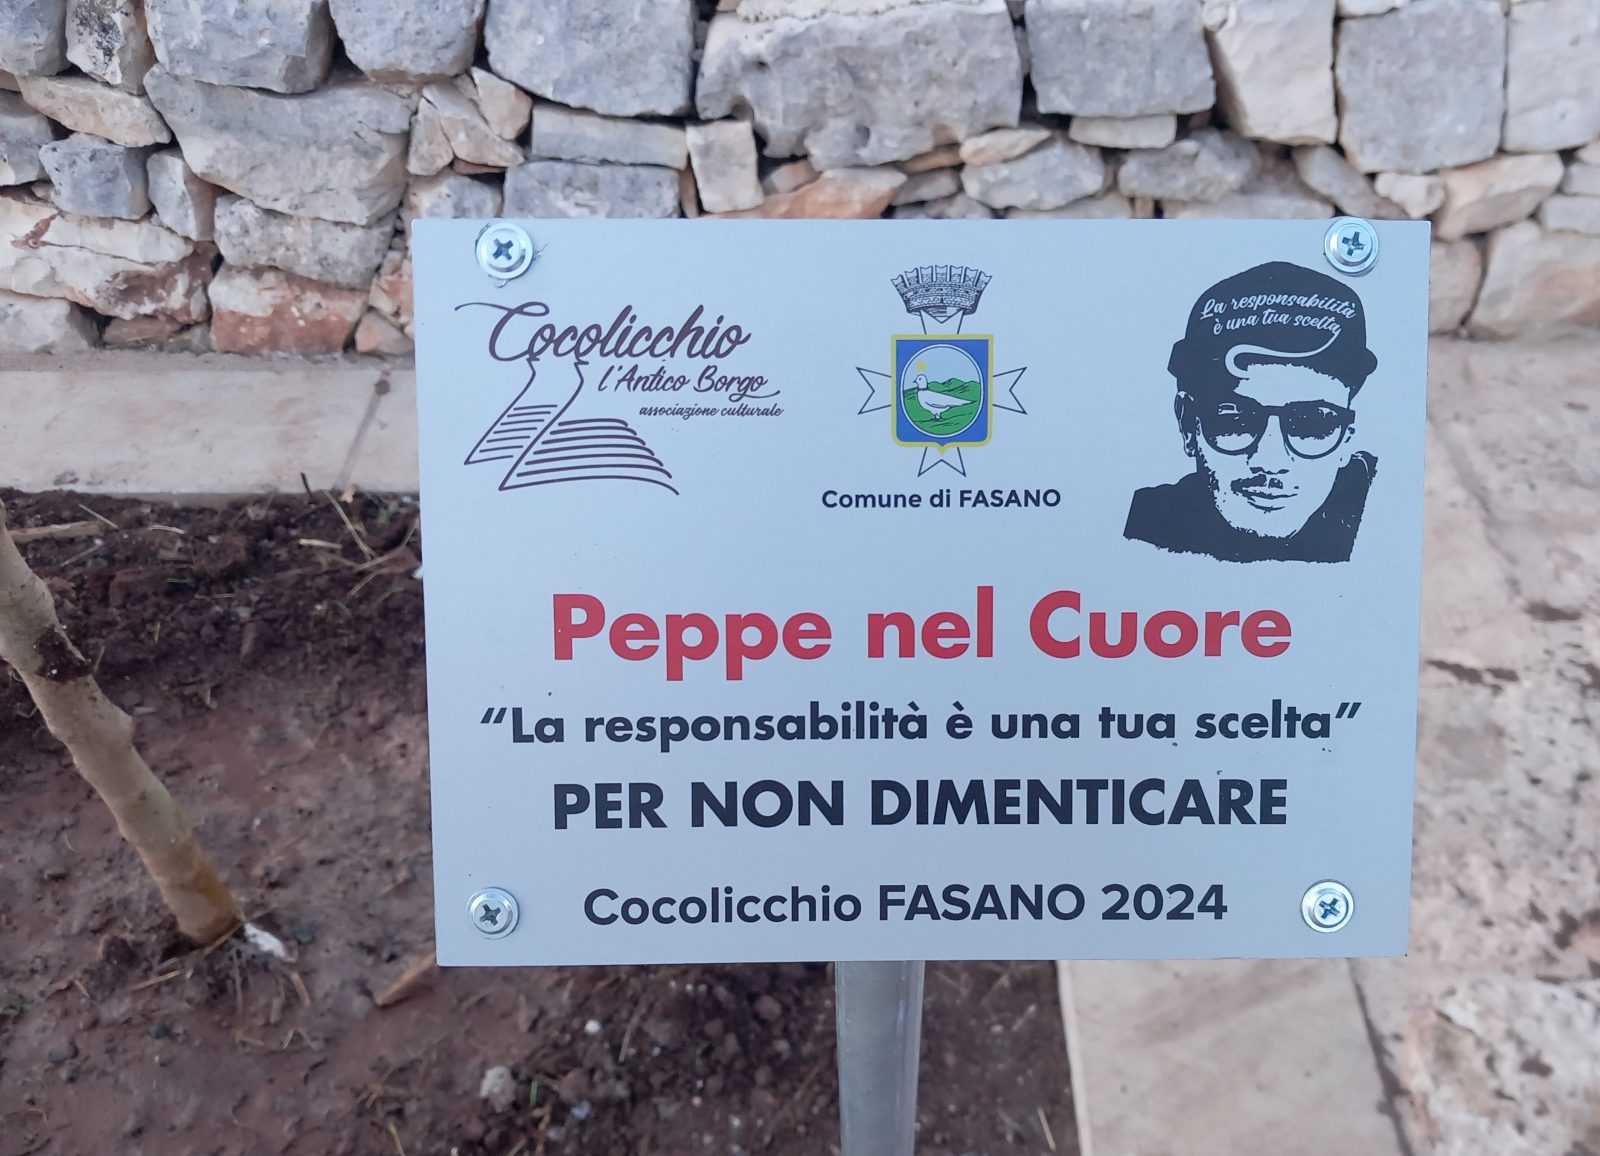 Cocolicchio
l'Antico Borgo
associazione culturale
Comune di FASANO
La responsabilità
è una tua scelta
Peppe nel Cuore
“La responsabilità è una tua scelta”
PER NON DIMENTICARE
Cocolicchio FASANO 2024